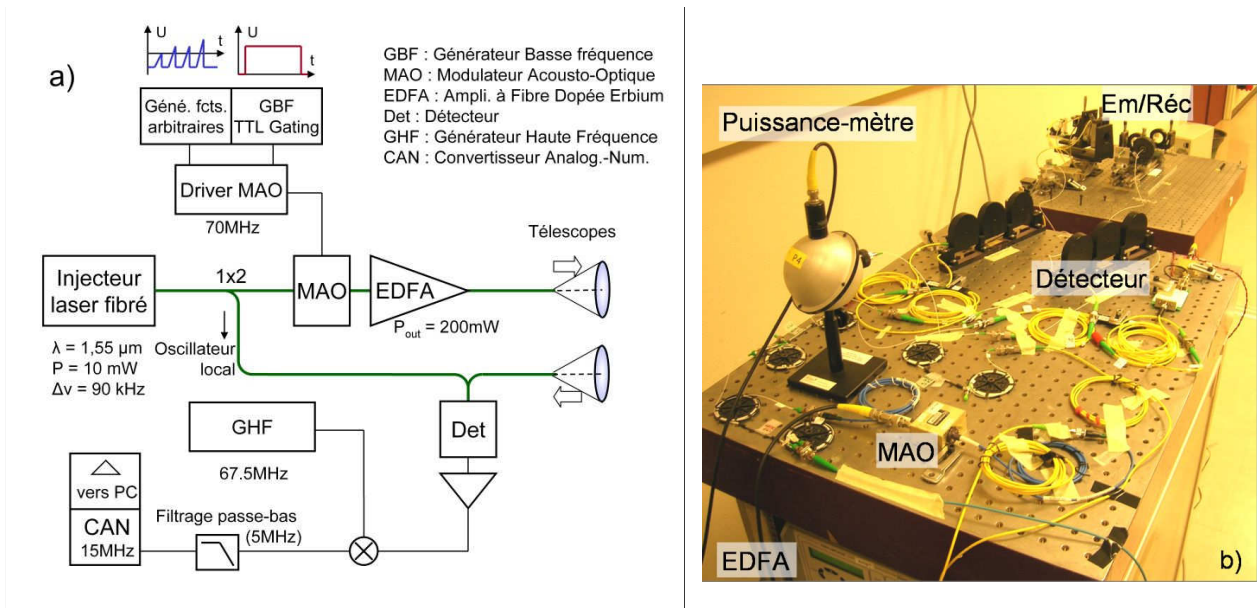 a)
U
t
U
t
Géné. fcts.
arbitraires
GBF
TTL Gating
Driver MAO
70MHz
GBF : Générateur Basse fréquence
MAO : Modulateur Acousto-Optique
EDFA : Ampli. à Fibre Dopée Erbium
Det : Détecteur
GHF : Générateur Haute Fréquence
CAN : Convertisseur Analog.-Num.
Injecteur
laser fibré
λ = 1,55 µm
P = 10 mW
Δν = 90 kHz
1x2
Oscillateur
local
MAO
EDFA
Pout = 200mW
Télescopes
GHF
67.5MHz
Det
vers PC
CAN
15MHz
Filtrage passe-bas
(5MHz)
Puissance-mètre
Em/Réc
P4
Détecteur
MAO
EDFA
b)